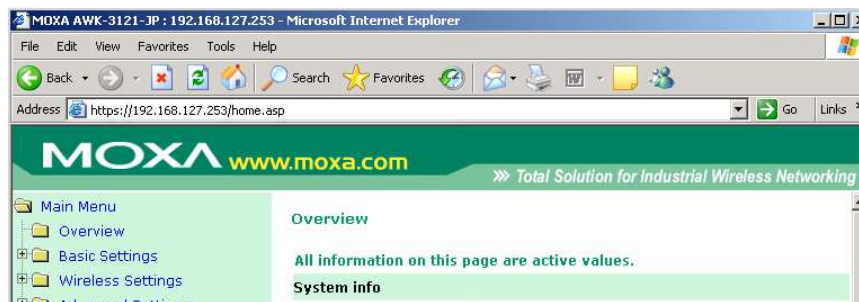 MOXA AWK-3121-JP : 192.168.127.253 - Microsoft Internet Explorer
File Edit View Favorites Tools Help
Back Search Favorites
Address https://192.168.127.253/home.asp Go Links
MOXA www.moxa.com
Total Solution for Industrial Wireless Networking
Main Menu
Overview
Basic Settings
Wireless Settings
Overview
All information on this page are active values.
System info